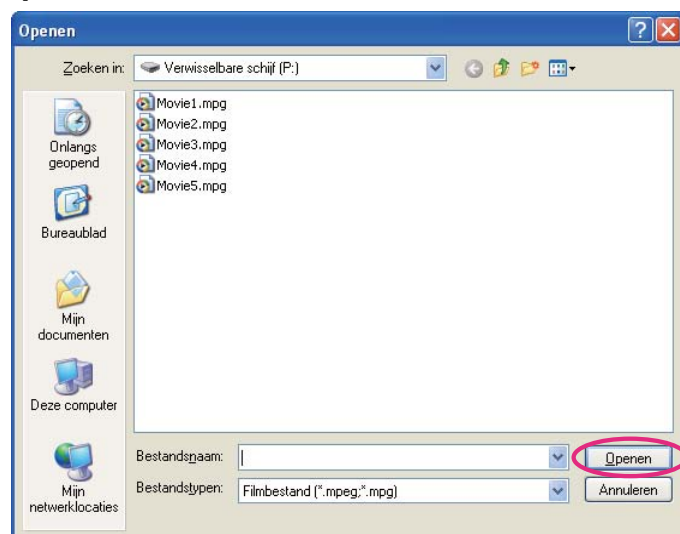 Openen
Zoeken in: Verwisselbare schijf (P:)
Onlangs
geopend
Bureaublad
Mijn
documenten
Deze computer
Mijn
netwerklocaties
Movie1.mpg
Movie2.mpg
Movie3.mpg
Movie4.mpg
Movie5.mpg
Bestandsnaam: Openen
Bestandstypen: Filmbestand (*.mpeg;*.mpg) Annuleren